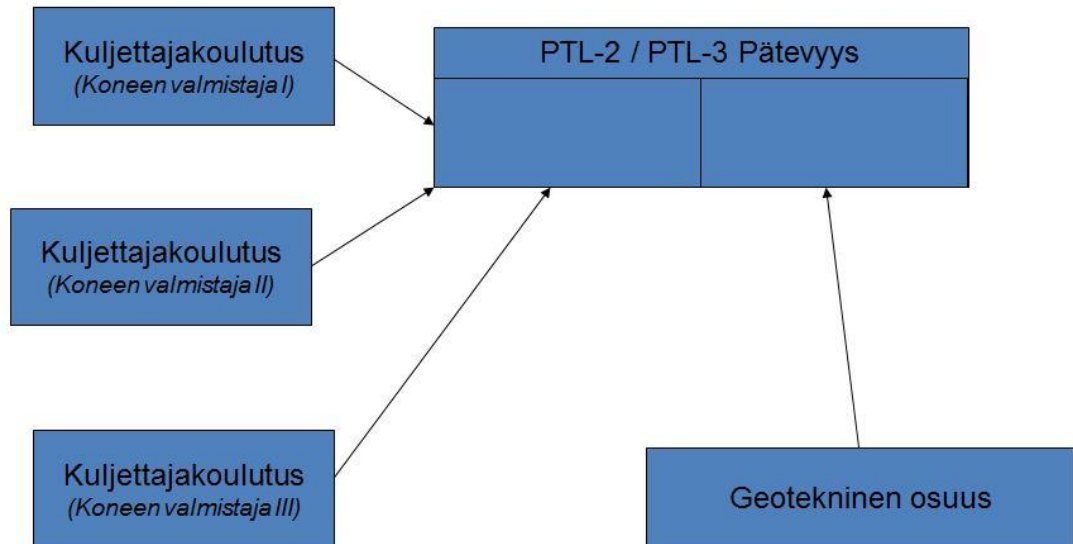 Kuljettajakoulutus
(Koneen valmistaja I)
PTL-2 / PTL-3 Pätevyys
Kuljettajakoulutus
(Koneen valmistaja II)
Kuljettajakoulutus
(Koneen valmistaja III)
Geotekninen osuus